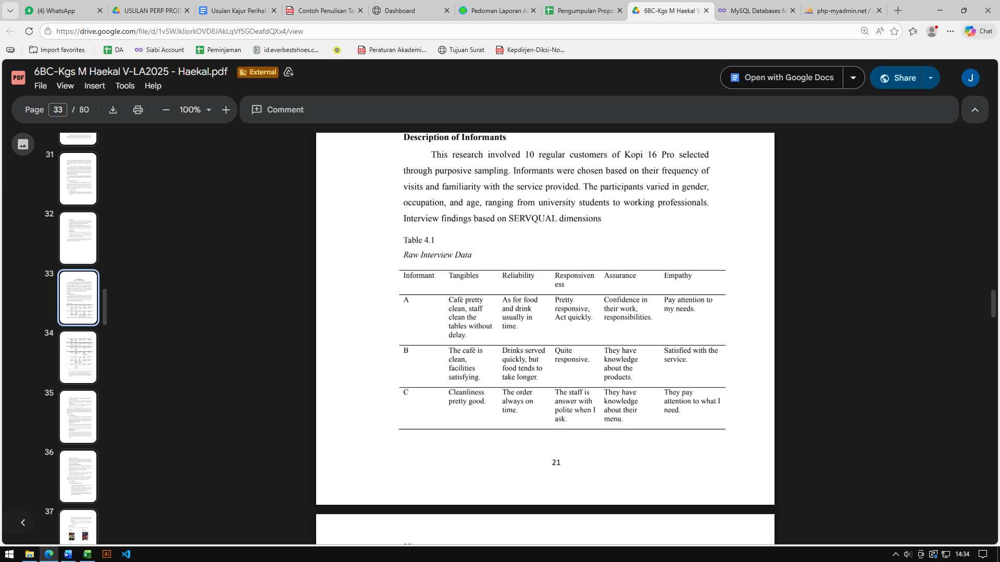 (4) WhatsApp
USULAN PERP PROD
Usulan Kajur Perihal
Contoh Penulisan Ta
Dashboard
Pedoman Laporan A
Pengumpulan Propo
6BC-Kgs M Haekal V
MySQL Databases fo
php-myadmin.net / s
https://drive.google.com/file/d/1vSWJkliorkOVD8JAkLqVf5GOeafdQXx4/view
Chat
Import favorites
DA
Siabi Account
Peminjaman
id.everbestshoes.c...
Peraturan Akademi...
Tujuan Surat
Kepdirjen-Diksi-No...
PDF
6BC-Kgs M Haekal V-LA2025 - Haekal.pdf
External
File View Insert Tools Help
Open with Google Docs
Share
J
Page 33 / 80
100%
Comment
31
32
33
34
35
36
37
Description of Informants
This research involved 10 regular customers of Kopi 16 Pro selected
through purposive sampling. Informants were chosen based on their frequency of
visits and familiarity with the service provided. The participants varied in gender,
occupation, and age, ranging from university students to working professionals.
Interview findings based on SERVQUAL dimensions
Table 4.1
Raw Interview Data
Informant Tangibles Reliability Responsiven Assurance Empathy
ess
A Café pretty As for food Pretty Confidence in Pay attention to
clean, staff and drink responsive, their work, my needs.
clean the usually in Act quickly. responsibilities.
tables without time.
delay.
B The café is Drinks served Quite They have Satisfied with the
clean, quickly, but responsive. knowledge service.
facilities food tends to about the
satisfying. take longer. products.
C Cleanliness The order The staff is They have They pay
pretty good. always on answer with knowledge attention to what I
time. polite when I about their need.
ask. menu.
21
14:34